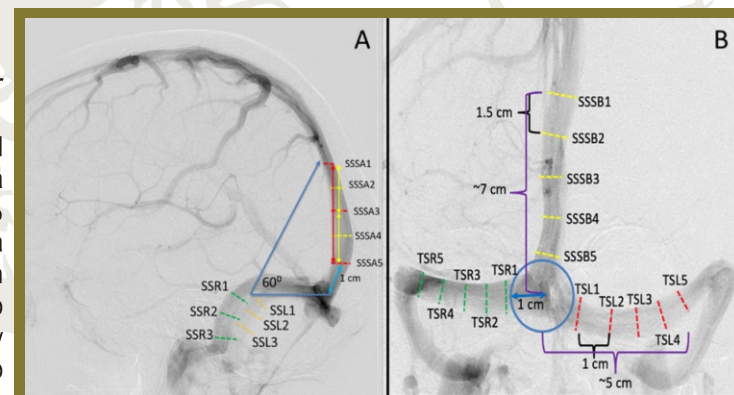 A
SSSA1
SSSA2
SSSA3
SSSA4
SSSA5
1 cm
60⁰
SSR1
SSR2
SSR3
SSL1
SSL2
SSL3
B
SSSB1
1.5 cm
SSSB2
SSSB3
~7 cm
SSSB4
SSSB5
TSR5
TSR3
TSR1
TSR4
TSR2
1 cm
TSL1
TSL2
TSL3
TSL5
TSL4
1 cm
~5 cm